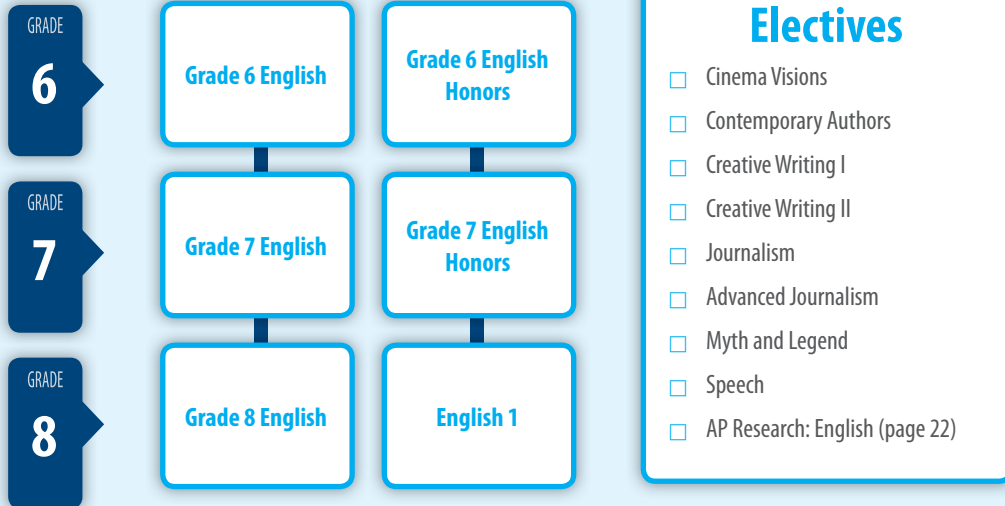 GRADE
6
Grade 6 English
Grade 6 English
Honors
GRADE
7
Grade 7 English
Grade 7 English
Honors
GRADE
8
Grade 8 English
English 1
Electives
Cinema Visions
Contemporary Authors
Creative Writing I
Creative Writing II
Journalism
Advanced Journalism
Myth and Legend
Speech
AP Research: English (page 22)